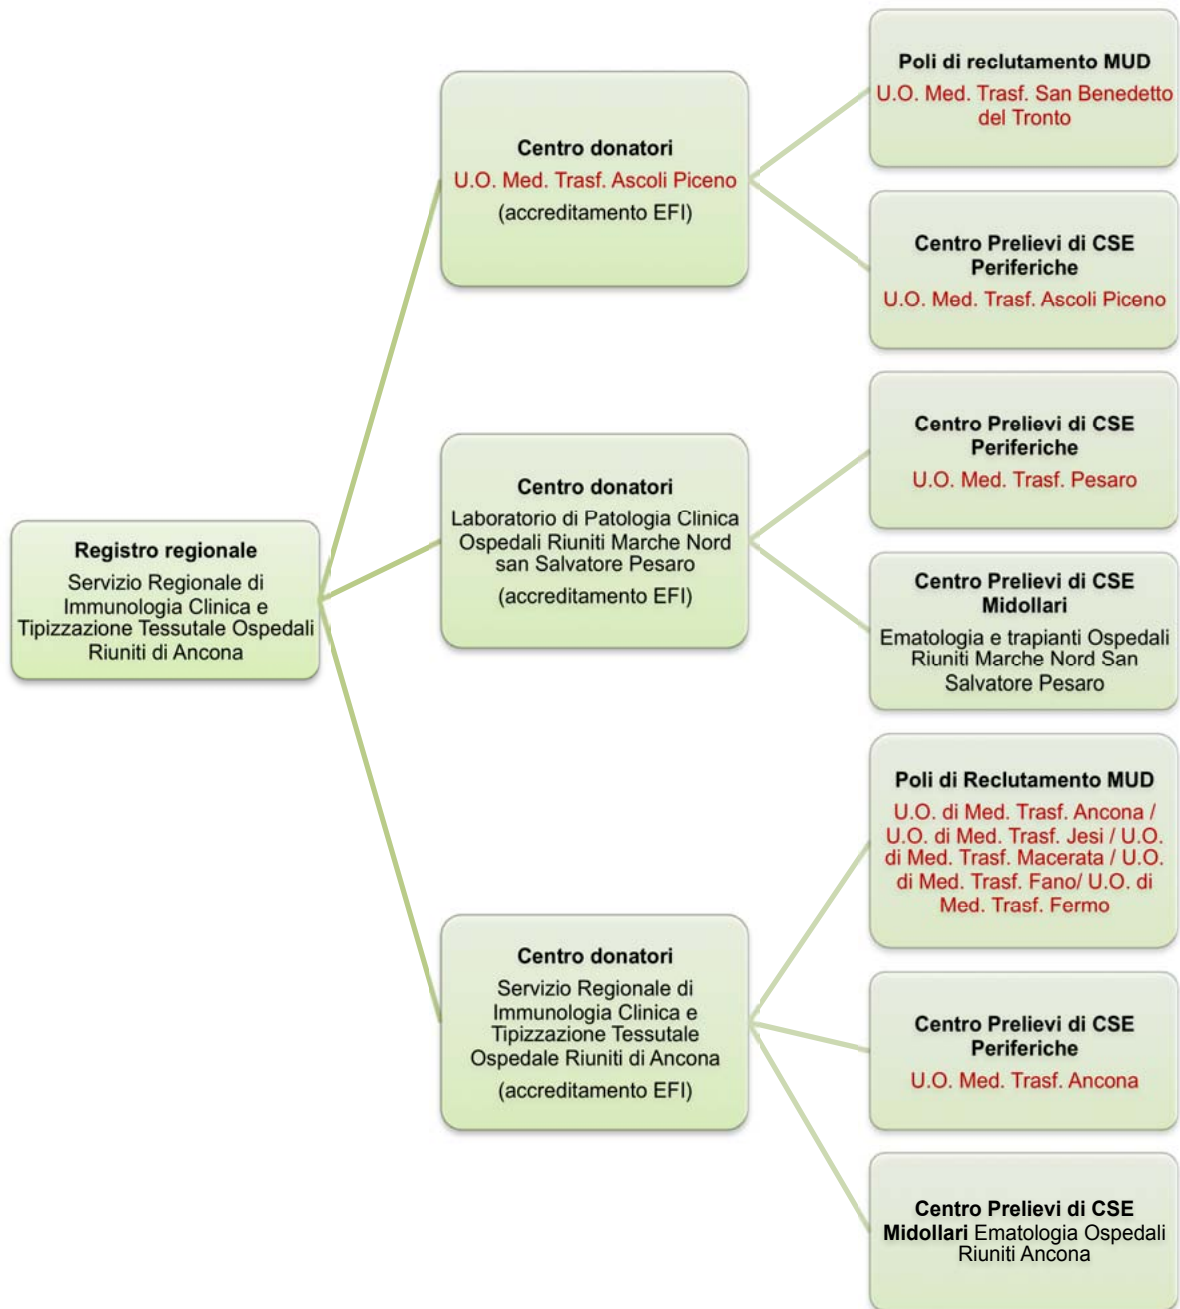 Registro regionale
Servizio Regionale di
Immunologia Clinica e
Tipizzazione Tessutale Ospedali
Riuniti di Ancona
Centro donatori
U.O. Med. Trasf. Ascoli Piceno
(accreditamento EFI)
Poli di reclutamento MUD
U.O. Med. Trasf. San Benedetto
del Tronto
Centro Prelievi di CSE
Periferiche
U.O. Med. Trasf. Ascoli Piceno
Centro donatori
Laboratorio di Patologia Clinica
Ospedali Riuniti Marche Nord
san Salvatore Pesaro
(accreditamento EFI)
Centro Prelievi di CSE
Periferiche
U.O. Med. Trasf. Pesaro
Centro Prelievi di CSE
Midollari
Ematologia e trapianti Ospedali
Riuniti Marche Nord San
Salvatore Pesaro
Centro donatori
Servizio Regionale di
Immunologia Clinica e
Tipizzazione Tessutale
Ospedale Riuniti di Ancona
(accreditamento EFI)
Poli di Reclutamento MUD
U.O. di Med. Trasf. Ancona /
U.O. di Med. Trasf. Jesi / U.O.
di Med. Trasf. Macerata / U.O.
di Med. Trasf. Fano/ U.O. di
Med. Trasf. Fermo
Centro Prelievi di CSE
Periferiche
U.O. Med. Trasf. Ancona
Centro Prelievi di CSE
Midollari Ematologia Ospedali
Riuniti Ancona